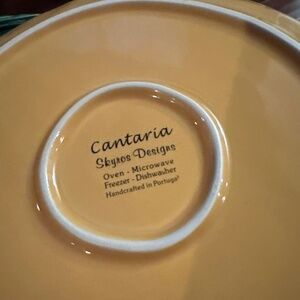 Cantaria
Skyros Designs
Oven - Microwave
Freezer - Dishwasher
Handcrafted in Portugal